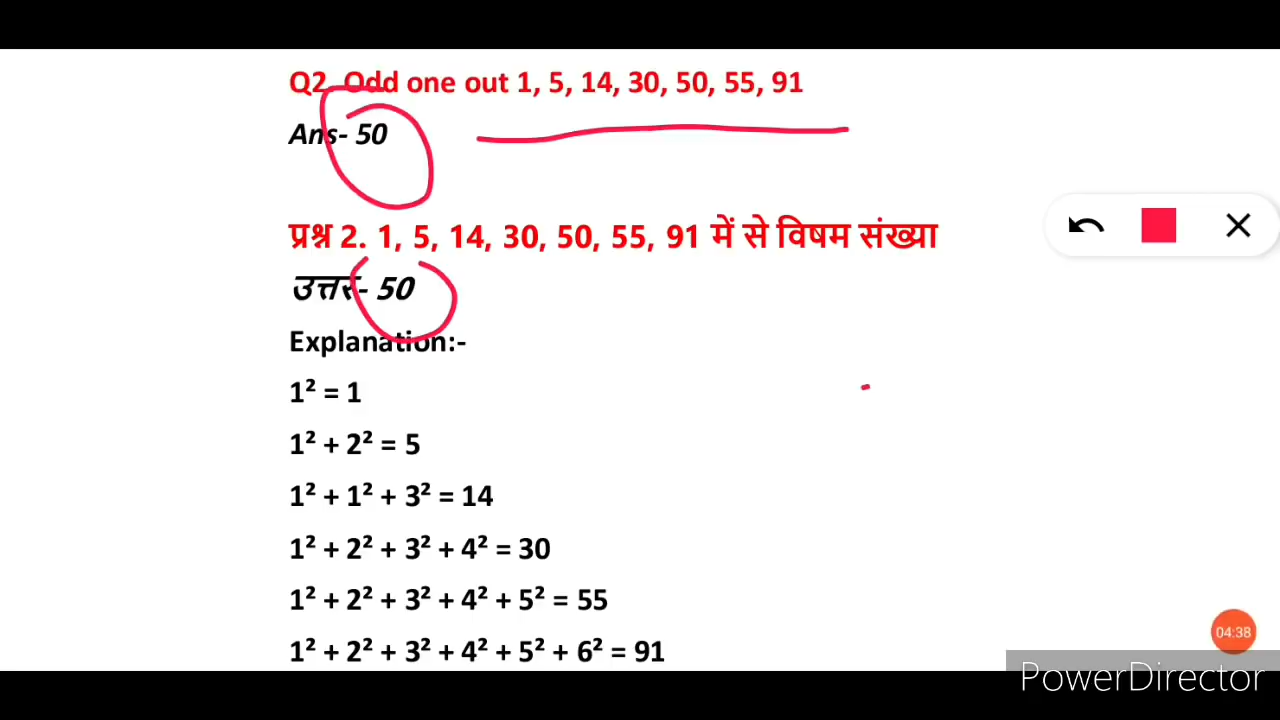 Q2. Odd one out 1, 5, 14, 30, 50, 55, 91
Ans- 50
प्रश्न 2. 1, 5, 14, 30, 50, 55, 91 में से विषम संख्या
उत्तर- 50
Explanation:-
1² = 1
1² + 2² = 5
1² + 1² + 3² = 14
1² + 2² + 3² + 4² = 30
1² + 2² + 3² + 4² + 5² = 55
1² + 2² + 3² + 4² + 5² + 6² = 91
04:38
PowerDirector